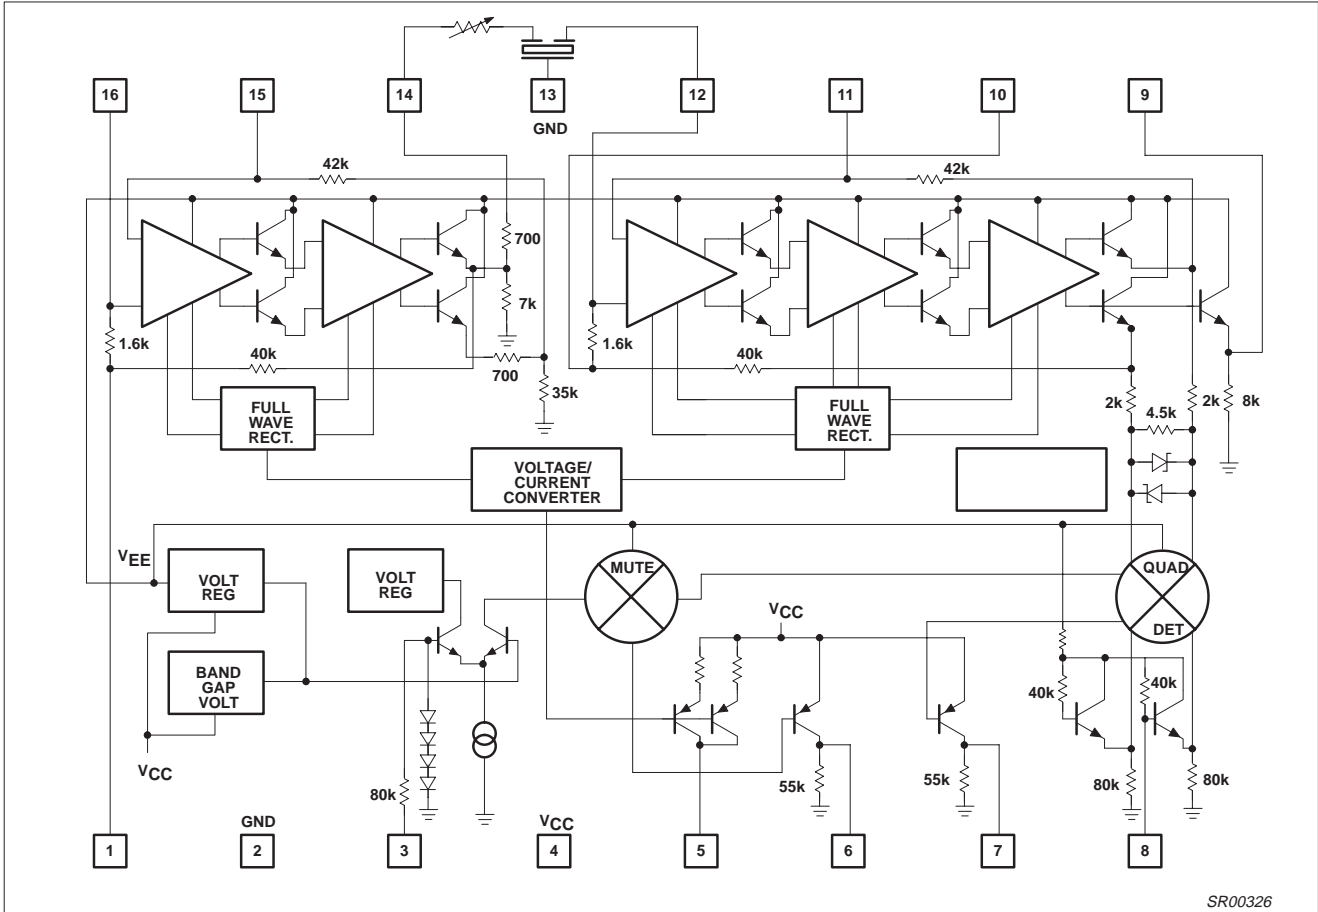 16
15
14
13
12
11
10
9
GND
42k
42k
700
7k
1.6k
1.6k
40k
700
35k
40k
2k
2k
8k
4.5k
FULL
WAVE
RECT.
FULL
WAVE
RECT.
VOLTAGE/
CURRENT
CONVERTER
VEE
VOLT
REG
VOLT
REG
MUTE
QUAD
DET
VCC
BAND
GAP
VOLT
40k
40k
VCC
80k
55k
55k
80k
80k
GND
VCC
1
2
3
4
5
6
7
8
SR00326